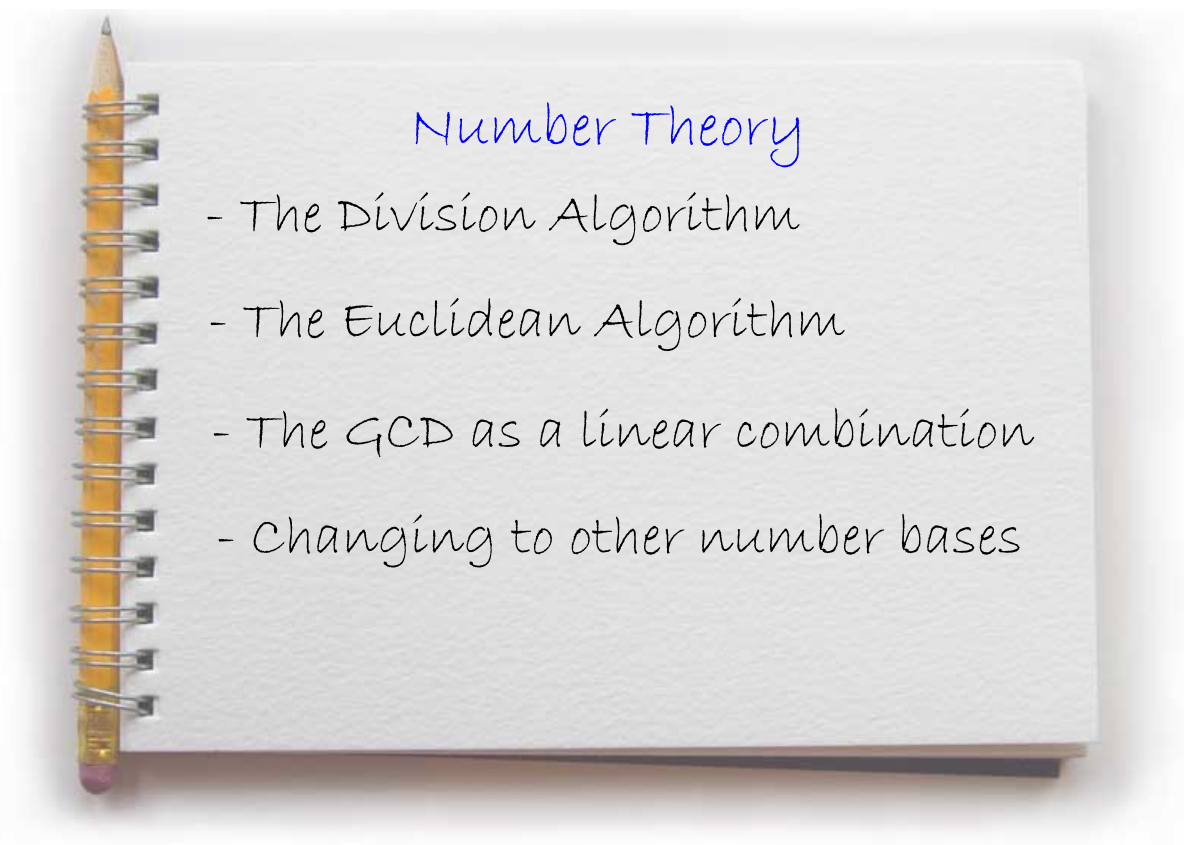 Number Theory
- The Division Algorithm
- The Euclidean Algorithm
- The GCD as a linear combination
- Changing to other number bases